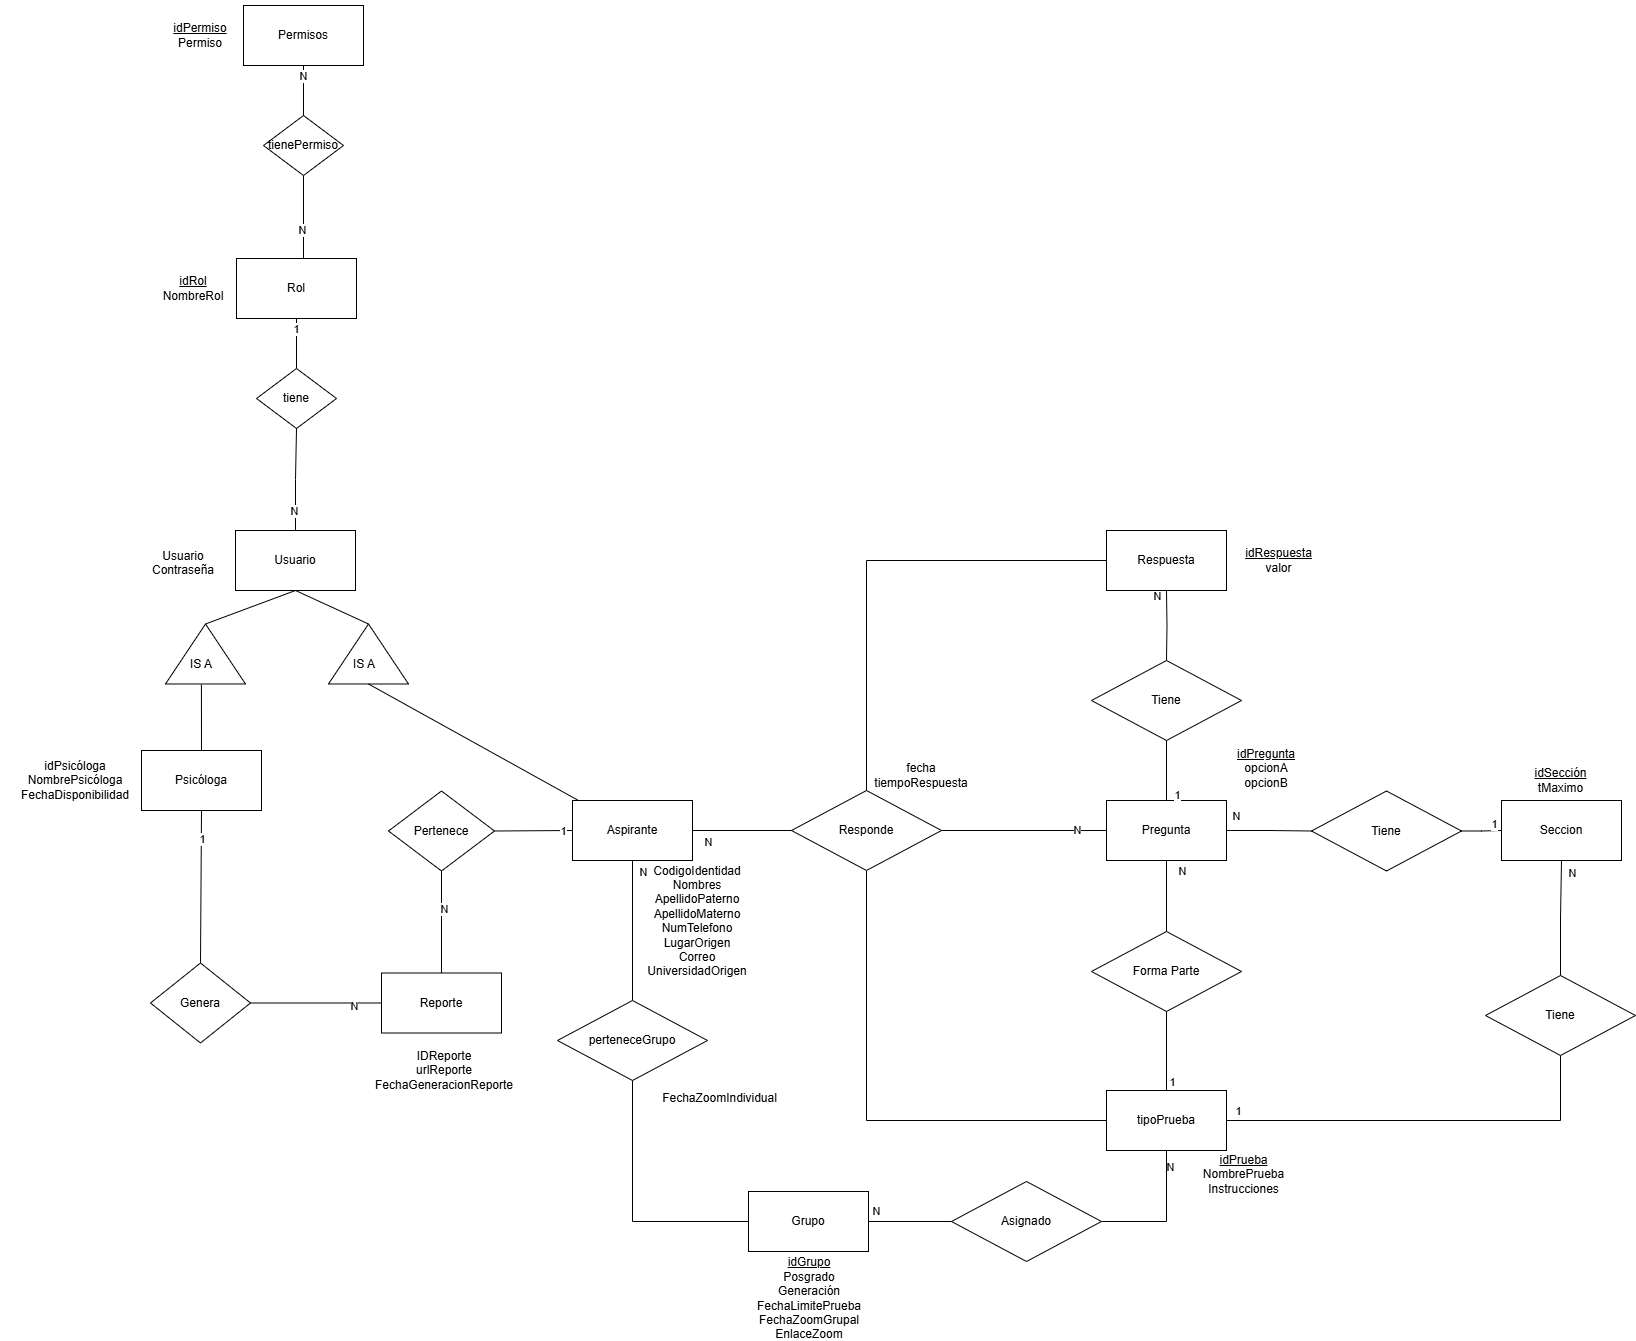 idPermiso
Permiso
Permisos
N
tienePermiso
N
idRol
NombreRol
Rol
1
tiene
N
Usuario
Contraseña
Usuario
IS A
IS A
idPsicóloga
NombrePsicóloga
FechaDisponibilidad
Psicóloga
1
Genera
N
Pertenece
1
N
Reporte
IDReporte
urlReporte
FechaGeneracionReporte
Aspirante
N
N
CodigoIdentidad
Nombres
ApellidoPaterno
ApellidoMaterno
NumTelefono
LugarOrigen
Correo
UniversidadOrigen
perteneceGrupo
FechaZoomIndividual
fecha
tiempoRespuesta
Responde
N
Respuesta
idRespuesta
valor
N
Tiene
1
idPregunta
opcionA
opcionB
Pregunta
N
Tiene
1
idSección
tMaximo
Seccion
N
N
Forma Parte
1
Tiene
tipoPrueba
1
N
idPrueba
NombrePrueba
Instrucciones
Grupo
N
Asignado
idGrupo
Posgrado
Generación
FechaLimitePrueba
FechaZoomGrupal
EnlaceZoom